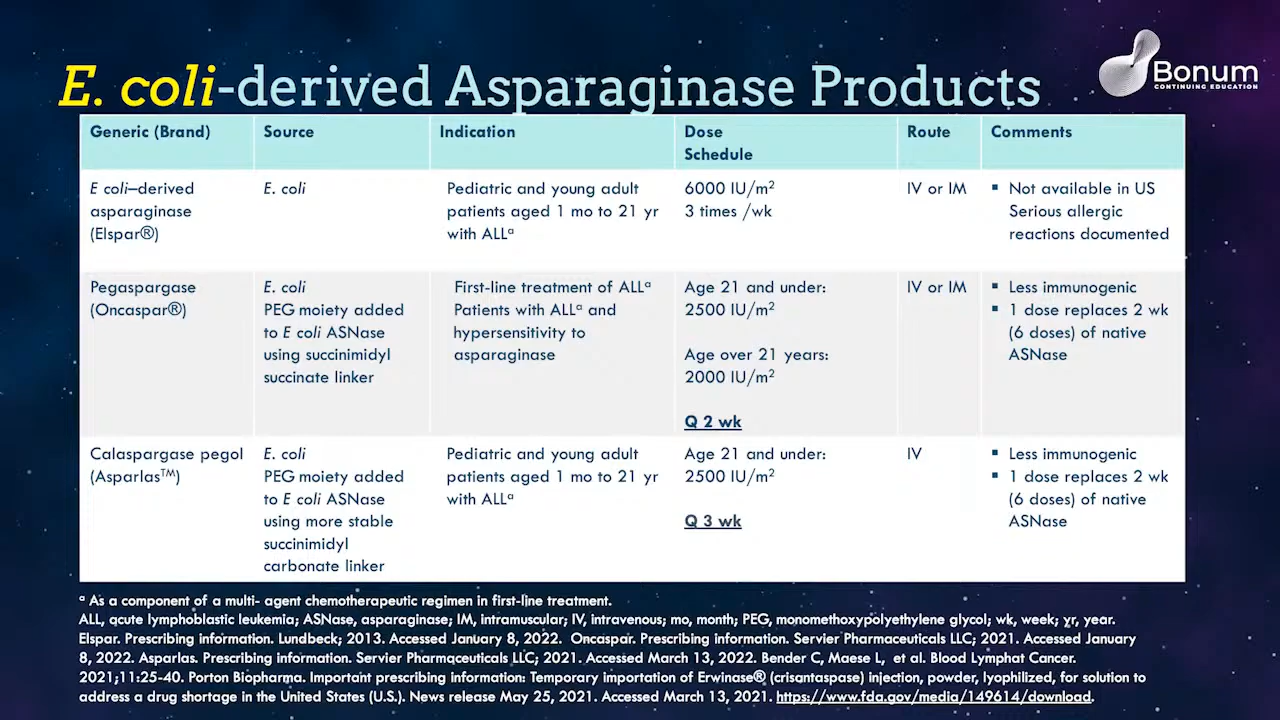 E. coli-derived Asparaginase Products
Bonum
CONTINUING EDUCATION
Generic (Brand)
Source
Indication
Dose
Schedule
Route
Comments
E coli–derived
asparaginase
(Elspar®)
E. coli
Pediatric and young adult
patients aged 1 mo to 21 yr
with ALLᵃ
6000 IU/m²
3 times /wk
IV or IM
▪ Not available in US
Serious allergic
reactions documented
Pegaspargase
(Oncaspar®)
E. coli
PEG moiety added
to E coli ASNase
using succinimidyl
succinate linker
First-line treatment of ALLᵃ
Patients with ALLᵃ and
hypersensitivity to
asparaginase
Age 21 and under:
2500 IU/m²
Age over 21 years:
2000 IU/m²
Q 2 wk
IV or IM
▪ Less immunogenic
▪ 1 dose replaces 2 wk
(6 doses) of native
ASNase
Calaspargase pegol
(Asparlas™)
E. coli
PEG moiety added
to E coli ASNase
using more stable
succinimidyl
carbonate linker
Pediatric and young adult
patients aged 1 mo to 21 yr
with ALLᵃ
Age 21 and under:
2500 IU/m²
Q 3 wk
IV
▪ Less immunogenic
▪ 1 dose replaces 2 wk
(6 doses) of native
ASNase
ᵃ As a component of a multi- agent chemotherapeutic regimen in first-line treatment.
ALL, acute lymphoblastic leukemia; ASNase, asparaginase; IM, intramuscular; IV, intravenous; mo, month; PEG, monomethoxypolyethylene glycol; wk, week; yr, year.
Elspar. Prescribing information. Lundbeck; 2013. Accessed January 8, 2022. Oncaspar. Prescribing information. Servier Pharmaceuticals LLC; 2021. Accessed January
8, 2022. Asparlas. Prescribing information. Servier Pharmaceuticals LLC; 2021. Accessed March 13, 2022. Bender C, Maese L, et al. Blood Lymphat Cancer.
2021;11:25-40. Porton Biopharma. Important prescribing information: Temporary importation of Erwinase® (crisantaspase) injection, powder, lyophilized, for solution to
address a drug shortage in the United States (U.S.). News release May 25, 2021. Accessed March 13, 2021. https://www.fda.gov/media/149614/download.